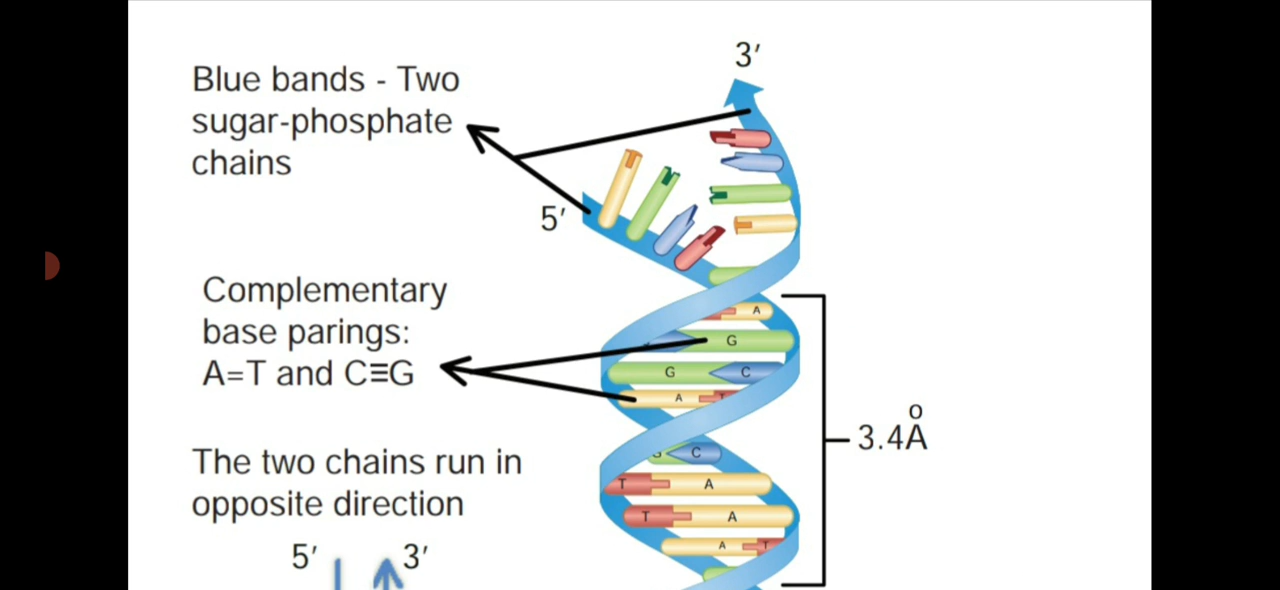 3′
Blue bands - Two
sugar-phosphate
chains
5′
Complementary
base parings:
A=T and C≡G
A
G
G C
A T
3.4Å
G C
The two chains run in
opposite direction
T A
T A
A T
5′ 3′